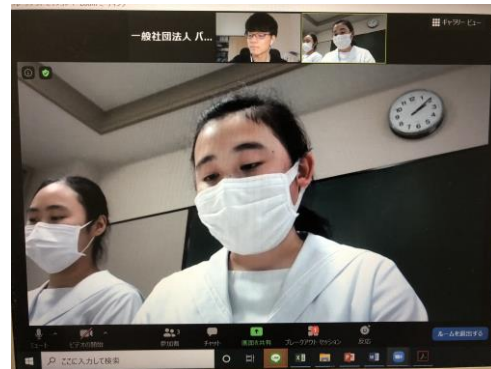 一般社団法人 パ...
ギャラリー ビュー
ミュート
ビデオの開始
参加者
チャット
画面を共有
ブレークアウト セッション
反応
ルームを退出する
ここに入力して検索